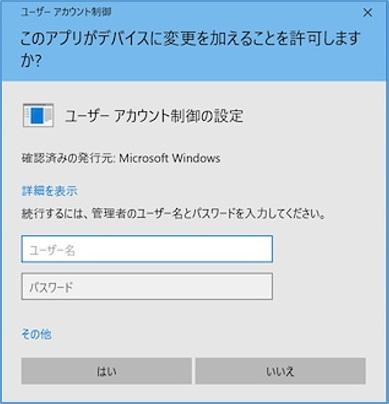 ユーザー アカウント制御
このアプリがデバイスに変更を加えることを許可します
か?
ユーザー アカウント制御の設定
確認済みの発行元: Microsoft Windows
詳細を表示
続行するには、管理者のユーザー名とパスワードを入力してください。
ユーザー名
パスワード
その他
はい
いいえ